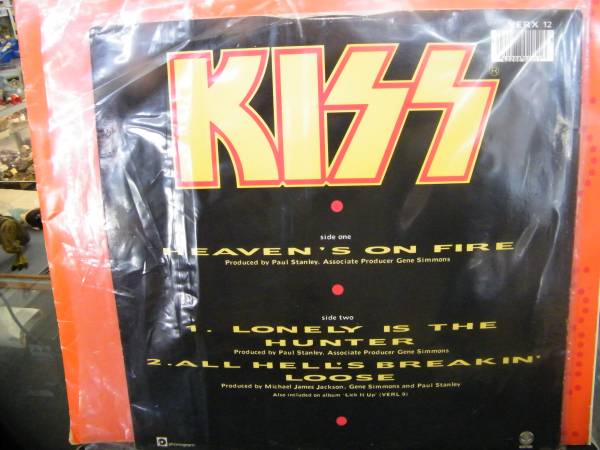 VERX 12
KISS
®
side one
HEAVEN'S ON FIRE
Produced by Paul Stanley, Associate Producer Gene Simmons
side two
1. LONELY IS THE
HUNTER
Produced by Paul Stanley, Associate Producer Gene Simmons
2. ALL HELL'S BREAKIN'
LOOSE
Produced by Michael James Jackson, Gene Simmons and Paul Stanley
Also included on album 'Lick It Up' (VERL 9)
phonogram